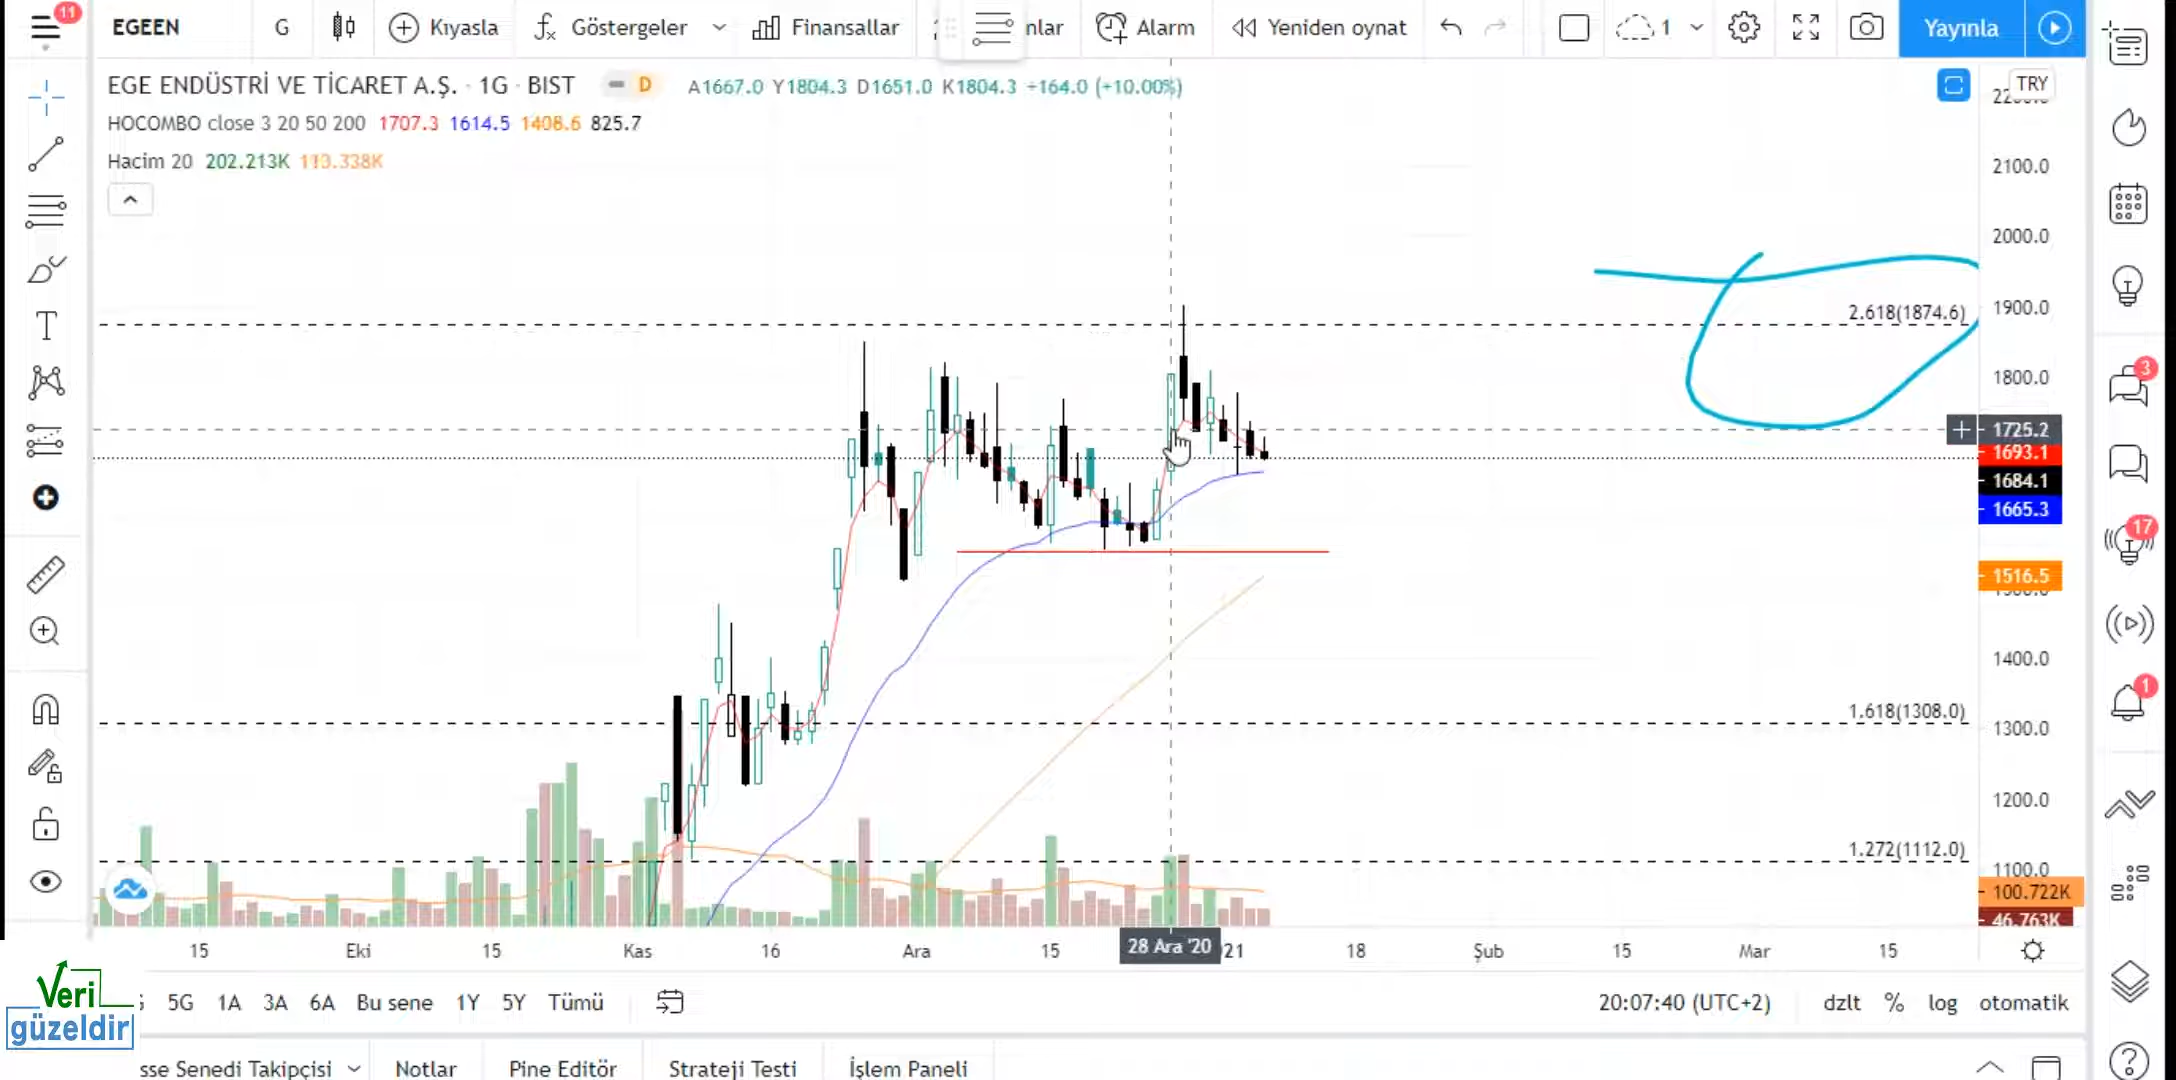 11
EGEEN G Kıyasla Göstergeler Finansallar nlar Alarm Yeniden oynat 1 Yayınla
EGE ENDÜSTRİ VE TİCARET A.Ş. · 1G · BIST D A1667.0 Y1804.3 D1651.0 K1804.3 +164.0 (+10.00%)
TRY
HOCOMBO close 3 20 50 200 1707.3 1614.5 1408.6 825.7
Hacim 20 202.213K 113.338K
2100.0
2000.0
2.618(1874.6)
1900.0
1800.0
3
1725.2
1693.1
1684.1
1665.3
17
1516.5
1400.0
1
1.618(1308.0)
1300.0
1200.0
1.272(1112.0)
1100.0
100.722K
46.763K
15 Eki 15 Kas 16 Ara 15 28 Ara '20 21 18 Şub 15 Mar 15
5G 1A 3A 6A Bu sene 1Y 5Y Tümü 20:07:40 (UTC+2) dzlt % log otomatik
Veri
güzeldir
sse Senedi Takipçisi Notlar Pine Editör Strateji Testi İşlem Paneli